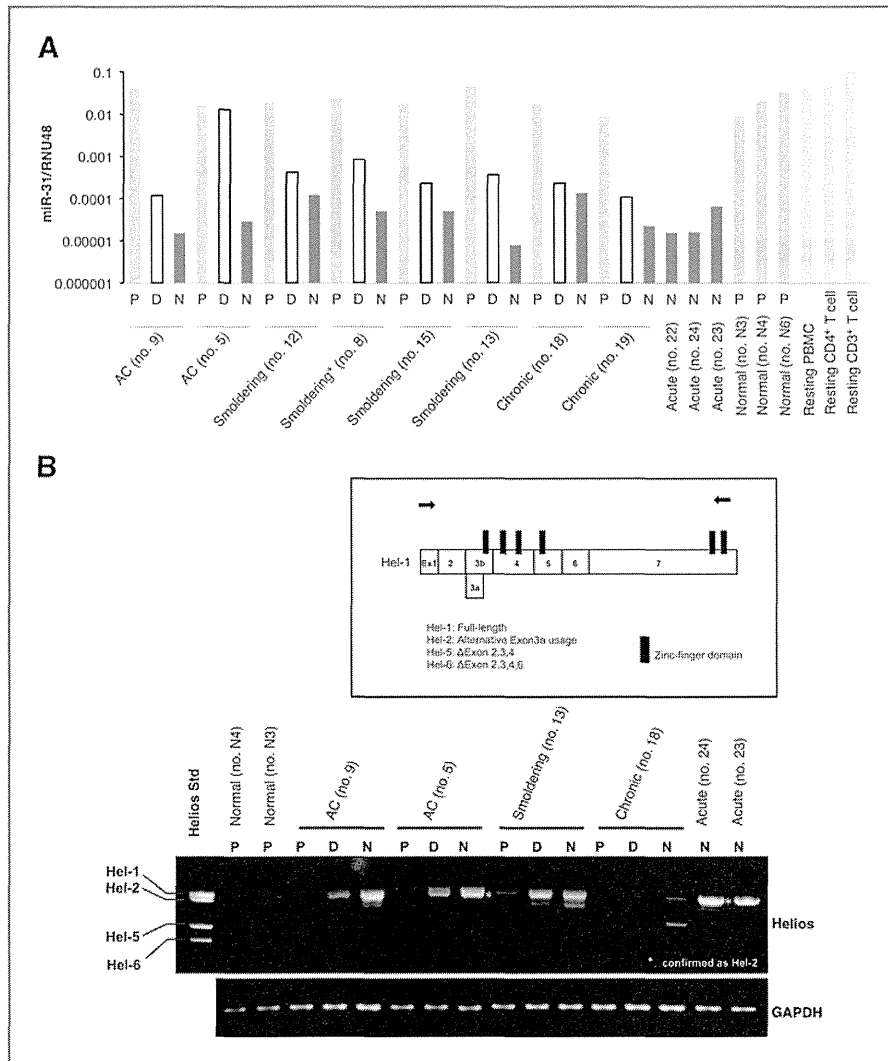 A
0.1
0.01
0.001
0.0001
0.00001
0.000001
miR-31/RNU48
P D N P D N P D N P D N P D N P D N P D N P D N N N N P P P
AC (no. 9)
AC (no. 5)
Smoldering (no. 12)
Smoldering* (no. 8)
Smoldering (no. 15)
Smoldering (no. 13)
Chronic (no. 18)
Chronic (no. 19)
Acute (no. 22)
Acute (no. 24)
Acute (no. 23)
Normal (no. N3)
Normal (no. N4)
Normal (no. N6)
Resting PBMC
Resting CD4⁺ T cell
Resting CD3⁺ T cell
B
Hel-1
Ex1 2 3b 4 5 6 7
3a
Hel-1: Full-length
Hel-2: Alternative Exon3a usage
Hel-5: ΔExon 2,3,4
Hel-6: ΔExon 2,3,4,6
Zinc-finger domain
Helios Std
Normal (no. N4)
Normal (no. N3)
AC (no. 9)
AC (no. 5)
Smoldering (no. 13)
Chronic (no. 18)
Acute (no. 24)
Acute (no. 23)
P P P D N P D N P D N P D N N N
Hel-1
Hel-2
Hel-5
Hel-6
Helios
* confirmed as Hel-2
GAPDH